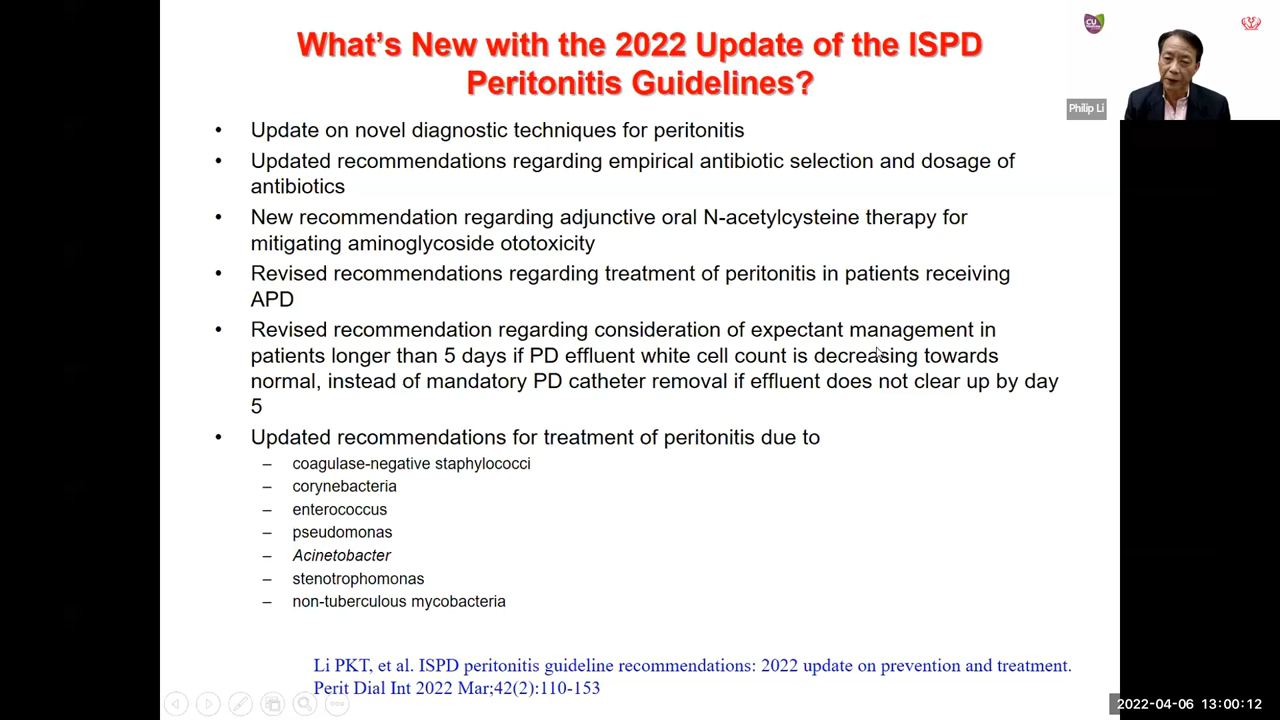 What's New with the 2022 Update of the ISPD
Peritonitis Guidelines?
CU
Philip Li
• Update on novel diagnostic techniques for peritonitis
• Updated recommendations regarding empirical antibiotic selection and dosage of
antibiotics
• New recommendation regarding adjunctive oral N-acetylcysteine therapy for
mitigating aminoglycoside ototoxicity
• Revised recommendations regarding treatment of peritonitis in patients receiving
APD
• Revised recommendation regarding consideration of expectant management in
patients longer than 5 days if PD effluent white cell count is decreasing towards
normal, instead of mandatory PD catheter removal if effluent does not clear up by day
5
• Updated recommendations for treatment of peritonitis due to
– coagulase-negative staphylococci
– corynebacteria
– enterococcus
– pseudomonas
– Acinetobacter
– stenotrophomonas
– non-tuberculous mycobacteria
Li PKT, et al. ISPD peritonitis guideline recommendations: 2022 update on prevention and treatment.
Perit Dial Int 2022 Mar;42(2):110-153
2022-04-06 13:00:12